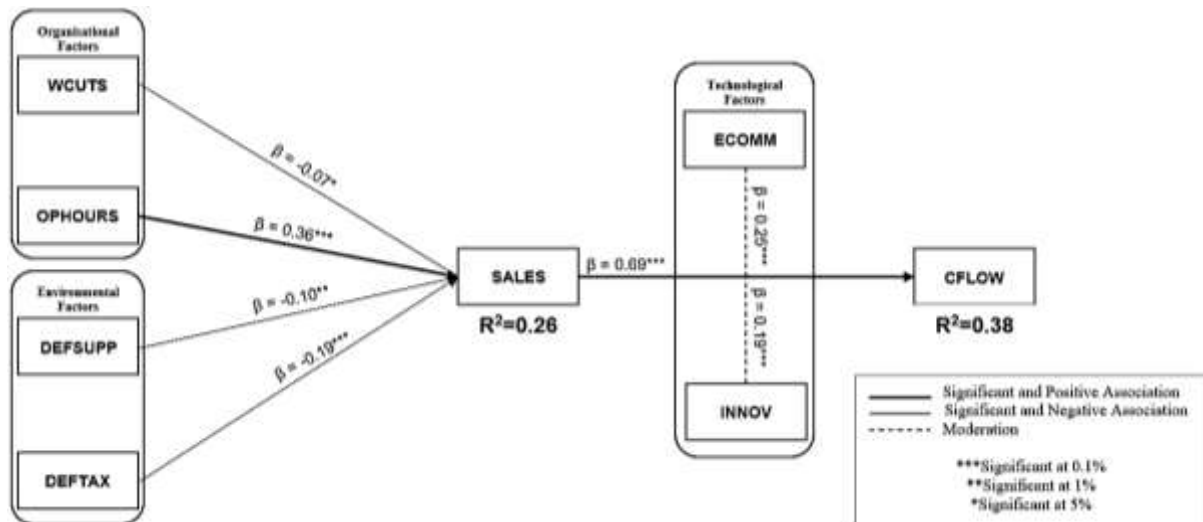 Organisational
Factors
WCUTS
OPHOURS
Environmental
Factors
DEFSUPP
DEFTAX
β = -0.07*
β = 0.36***
β = -0.10**
β = -0.19***
SALES
R²=0.26
β = 0.69***
Technological
Factors
ECOMM
β = 0.25***
β = 0.19***
INNOV
CFLOW
R²=0.38
Significant and Positive Association
Significant and Negative Association
Moderation
***Significant at 0.1%
**Significant at 1%
*Significant at 5%